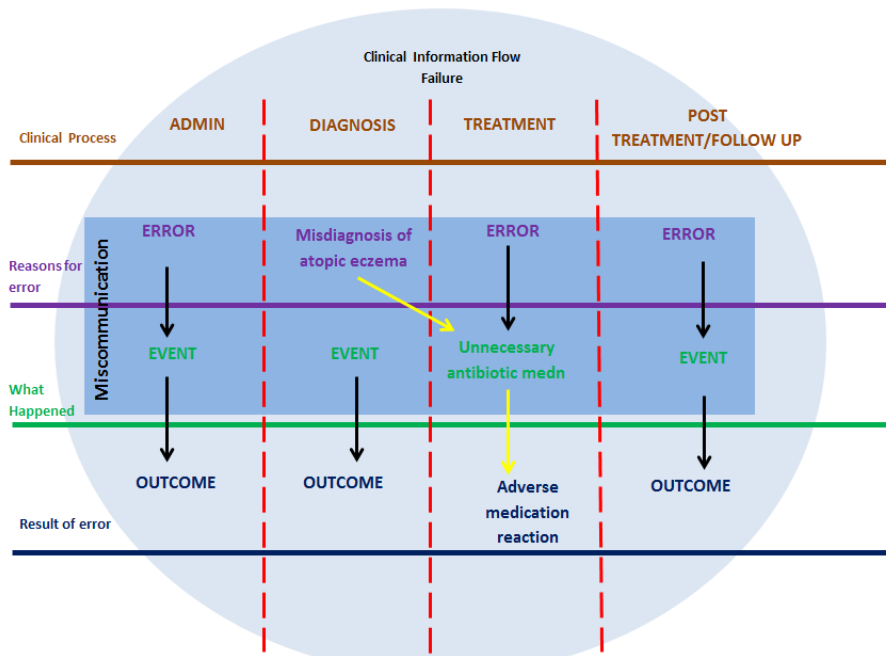 Clinical Information Flow
Failure
Clinical Process
ADMIN
DIAGNOSIS
TREATMENT
POST
TREATMENT/FOLLOW UP
Miscommunication
Reasons for
error
ERROR
Misdiagnosis of
atopic eczema
ERROR
ERROR
What
Happened
EVENT
EVENT
Unnecessary
antibiotic medn
EVENT
Result of error
OUTCOME
OUTCOME
Adverse
medication
reaction
OUTCOME